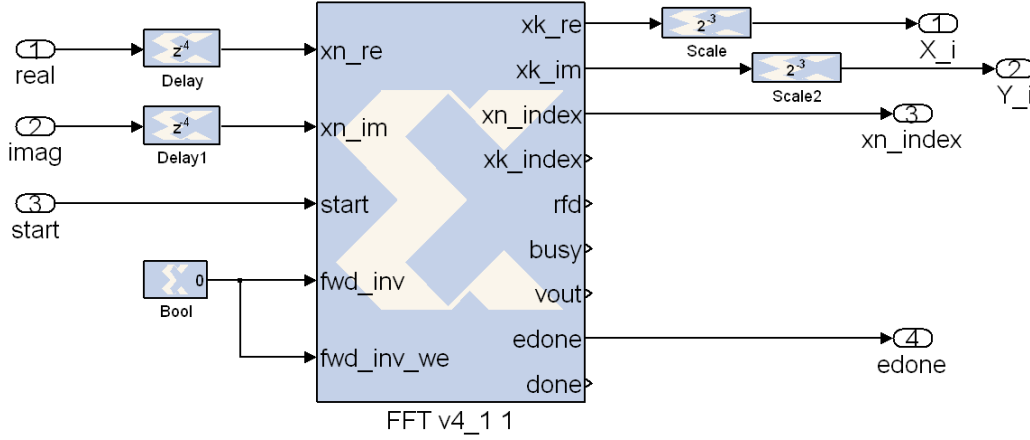 1
real
z-4
Delay
2
imag
z-4
Delay1
3
start
0
Bool
xn_re
xn_im
start
fwd_inv
fwd_inv_we
xk_re
xk_im
xn_index
xk_index
rfd
busy
vout
edone
done
FFT v4_1 1
2-3
Scale
2-3
Scale2
1
X_i
2
Y_i
3
xn_index
4
edone